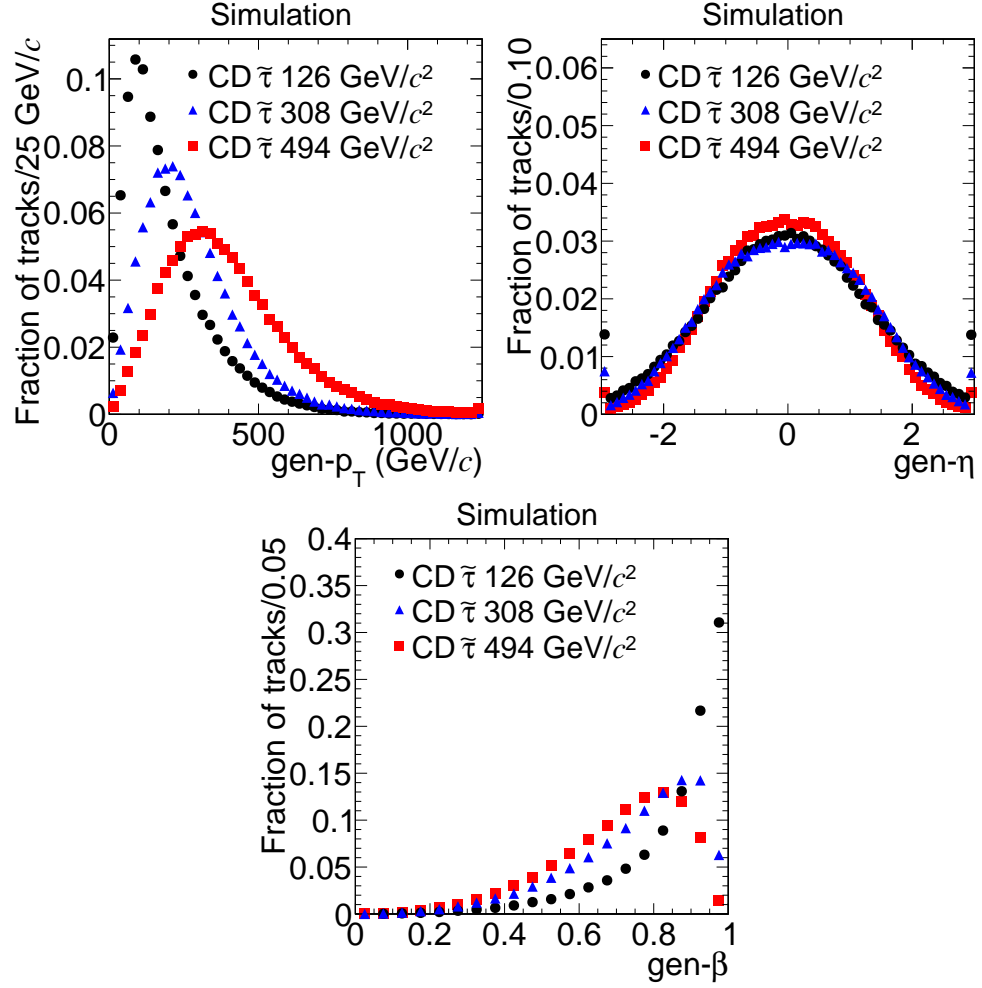 Simulation
Fraction of tracks/25 GeV/c
0.1
0.08
0.06
0.04
0.02
0
CD τ̃ 126 GeV/c²
CD τ̃ 308 GeV/c²
CD τ̃ 494 GeV/c²
0 500 1000
gen-p_T (GeV/c)
Simulation
Fraction of tracks/0.10
0.06
0.05
0.04
0.03
0.02
0.01
0
CD τ̃ 126 GeV/c²
CD τ̃ 308 GeV/c²
CD τ̃ 494 GeV/c²
-2 0 2
gen-η
Simulation
Fraction of tracks/0.05
0.4
0.35
0.3
0.25
0.2
0.15
0.1
0.05
0
CD τ̃ 126 GeV/c²
CD τ̃ 308 GeV/c²
CD τ̃ 494 GeV/c²
0 0.2 0.4 0.6 0.8 1
gen-β